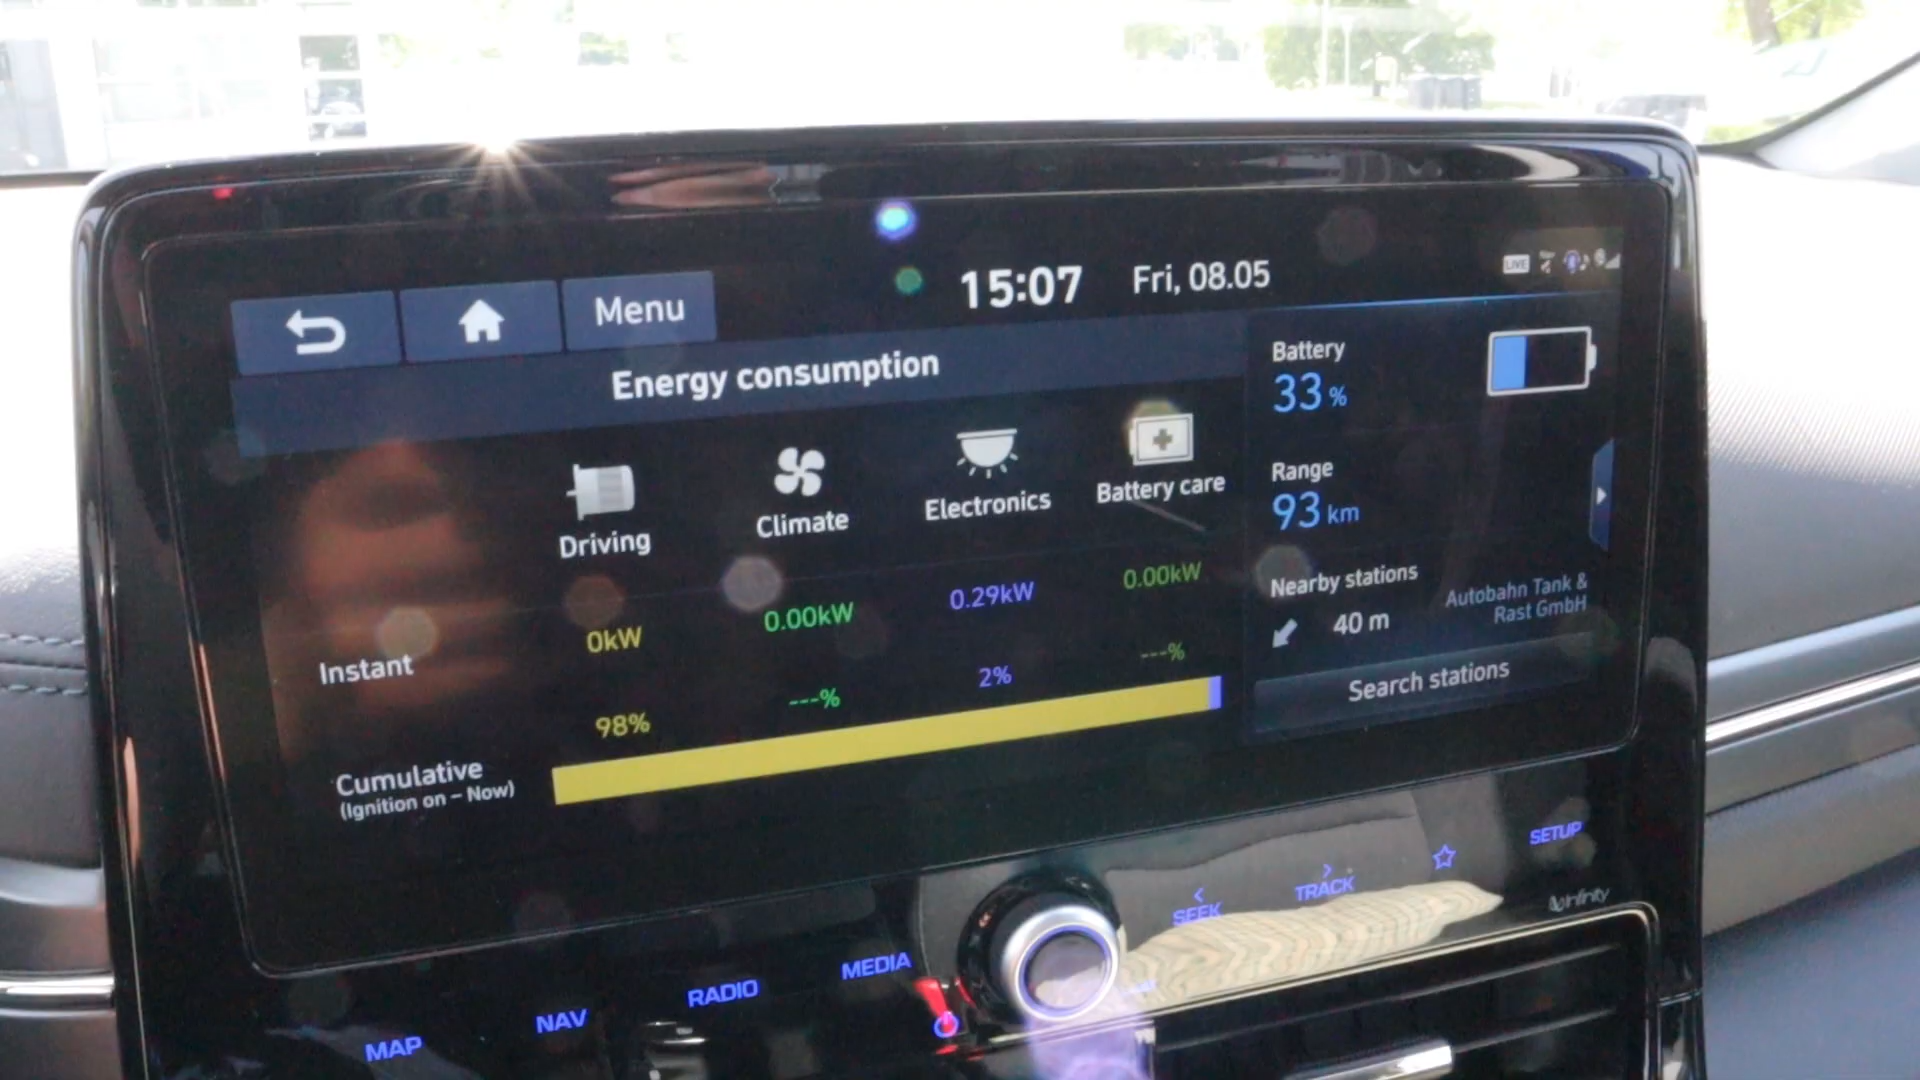 15:07 Fri, 08.05
LIVE
Menu
Energy consumption
Driving
Climate
Electronics
Battery care
Instant
0kW
0.00kW
0.29kW
0.00kW
98%
---%
2%
---%
Cumulative
(Ignition on – Now)
Battery
33 %
Range
93 km
Nearby stations
40 m
Autobahn Tank &
Rast GmbH
Search stations
MAP
NAV
RADIO
MEDIA
< SEEK
> TRACK
SETUP
Infinity